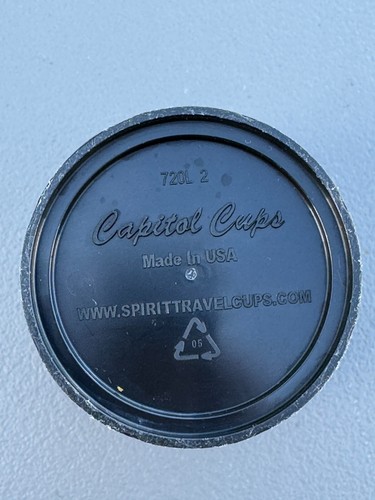 720L 2
Capitol Cups
Made In USA
WWW.SPIRITTRAVELCUPS.COM
05